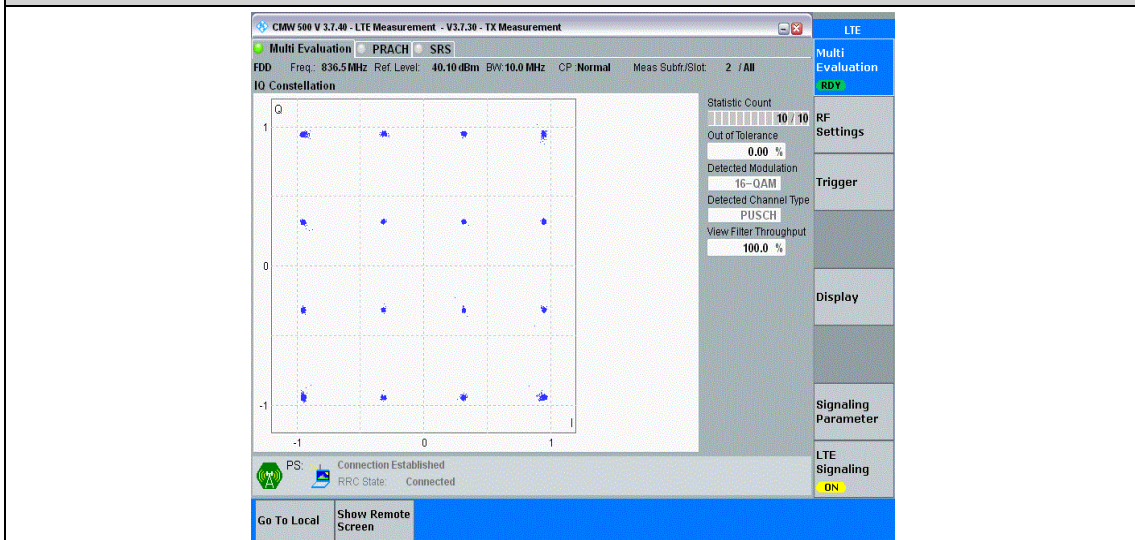 CMW 500 V 3.7.40 - LTE Measurement - V3.7.30 - TX Measurement
LTE
Multi Evaluation
PRACH
SRS
Multi
Evaluation
RDY
FDD Freq.: 836.5 MHz Ref. Level: 40.10 dBm BW: 10.0 MHz CP :Normal Meas Subfr./Slot: 2 / All
IQ Constellation
Q
1
0
-1
-1 0 1
I
Statistic Count
10 / 10
Out of Tolerance
0.00 %
Detected Modulation
16-QAM
Detected Channel Type
PUSCH
View Filter Throughput
100.0 %
RF
Settings
Trigger
Display
Signaling
Parameter
LTE
Signaling
ON
PS:
Connection Established
RRC State: Connected
Go To Local
Show Remote
Screen